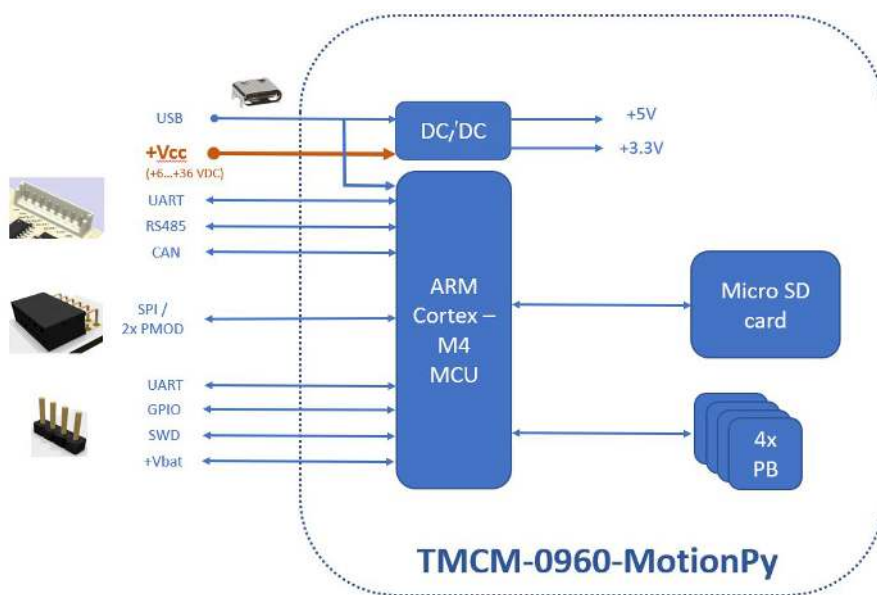 USB
DC/'DC
+5V
+Vcc
+3.3V
(+6...+36 VDC)
UART
RS485
CAN
ARM
Cortex –
M4
MCU
Micro SD
card
SPI /
2x PMOD
UART
GPIO
SWD
+Vbat
4x
PB
TMCM-0960-MotionPy